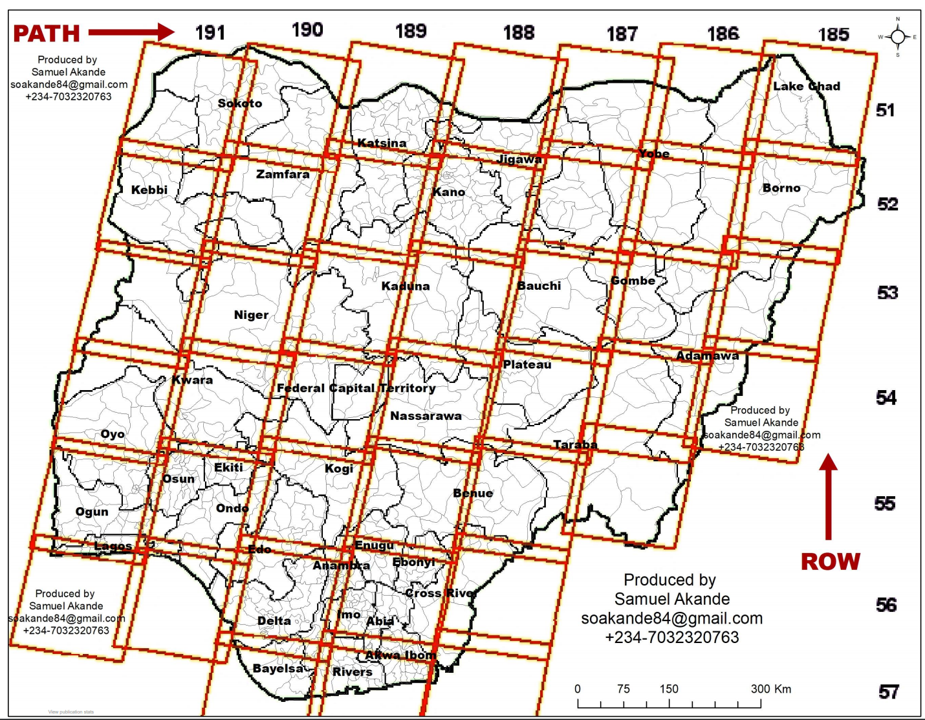 PATH
191 190 189 188 187 186 185
N
W E
S
Produced by
Samuel Akande
soakande84@gmail.com
+234-7032320763
Lake Chad
Sokoto
51
Katsina
Jigawa
Yobe
Zamfara
Kebbi
Kano
Borno
52
Kaduna
Bauchi
Gombe
53
Niger
Adamawa
Plateau
Kwara
Federal Capital Territory
54
Nassarawa
Produced by
Samuel Akande
soakande84@gmail.com
+234-7032320763
Oyo
Taraba
Ekiti
Kogi
Osun
Benue
55
Ogun
Ondo
Lagos
Edo
Enugu
Anambra
Ebonyi
ROW
Produced by
Samuel Akande
soakande84@gmail.com
+234-7032320763
Cross River
56
Produced by
Samuel Akande
soakande84@gmail.com
+234-7032320763
Delta
Imo
Abia
Akwa Ibom
Bayelsa
Rivers
57
0 75 150 300 Km
View publication stats